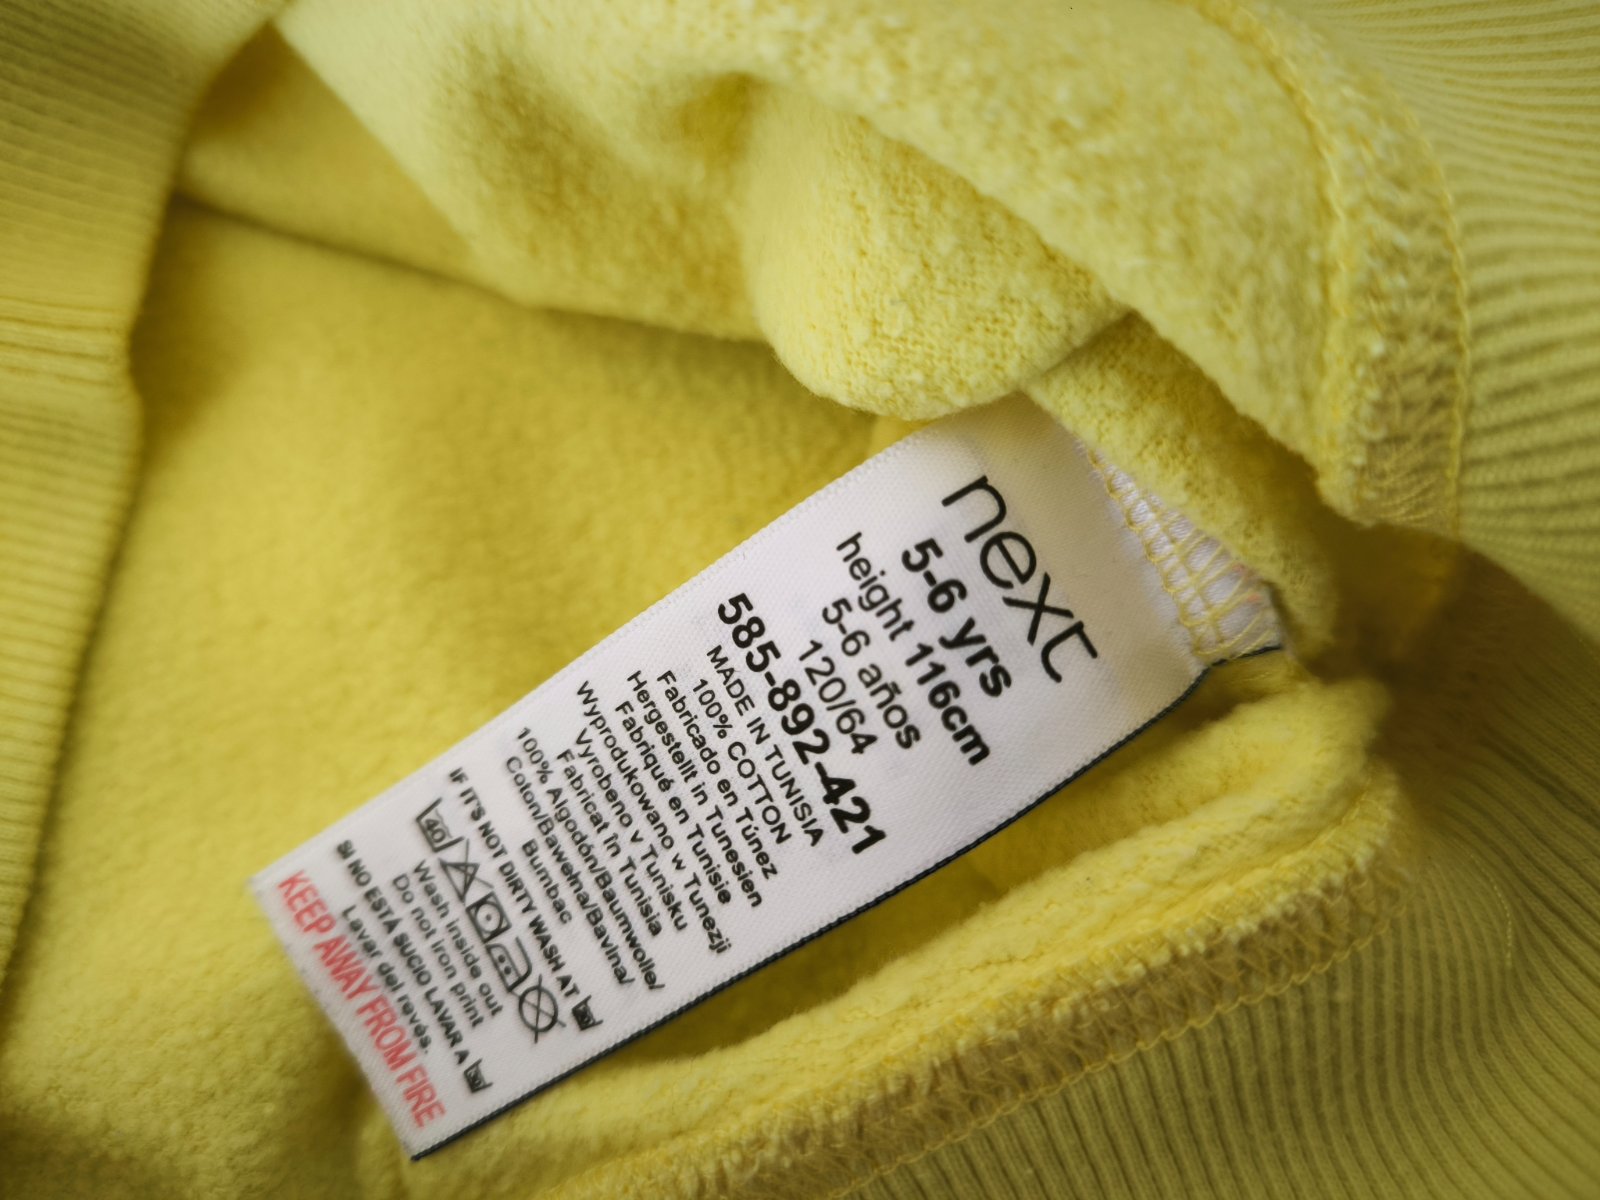 next
5-6 yrs
height 116cm
5-6 años
120/64
585-892-421
MADE IN TUNISIA
100% COTTON
Fabricado en Túnez
Hergestellt in Tunesien
Fabriqué en Tunisie
Wyprodukowano w Tunezji
Vyrobeno v Tunisku
Fabricat în Tunisia
100% Algodón/Baumwolle/
Coton/Bawełna/Bavlna/
Bumbac
IF IT'S NOT DIRTY WASH AT 30
40
Wash inside out
Do not iron print
SI NO ESTÁ SUCIO LAVAR A 30
Lavar del revés.
KEEP AWAY FROM FIRE